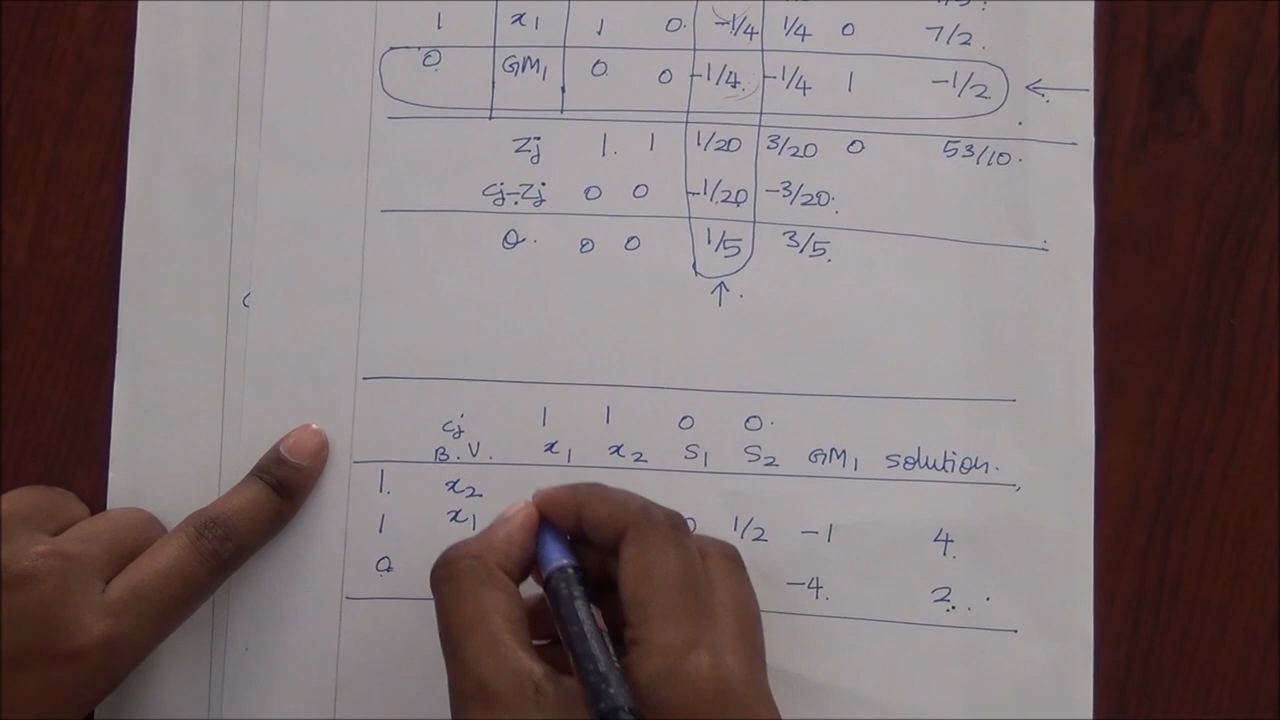 1 x1 1 0. -1/4 1/4 0 7/2.
0 GM1 0 0 -1/4. -1/4 1 -1/2 ←
Zj 1. 1 1/20 3/20 0 53/10.
Cj-Zj 0 0 -1/20 -3/20.
θ. 0 0 1/5 3/5.
↑.
Cj 1 1 0 0.
B.V. x1 x2 S1 S2 GM1 solution.
1. x2
1 x1 0 1/2 -1 4.
0 -4. 2..